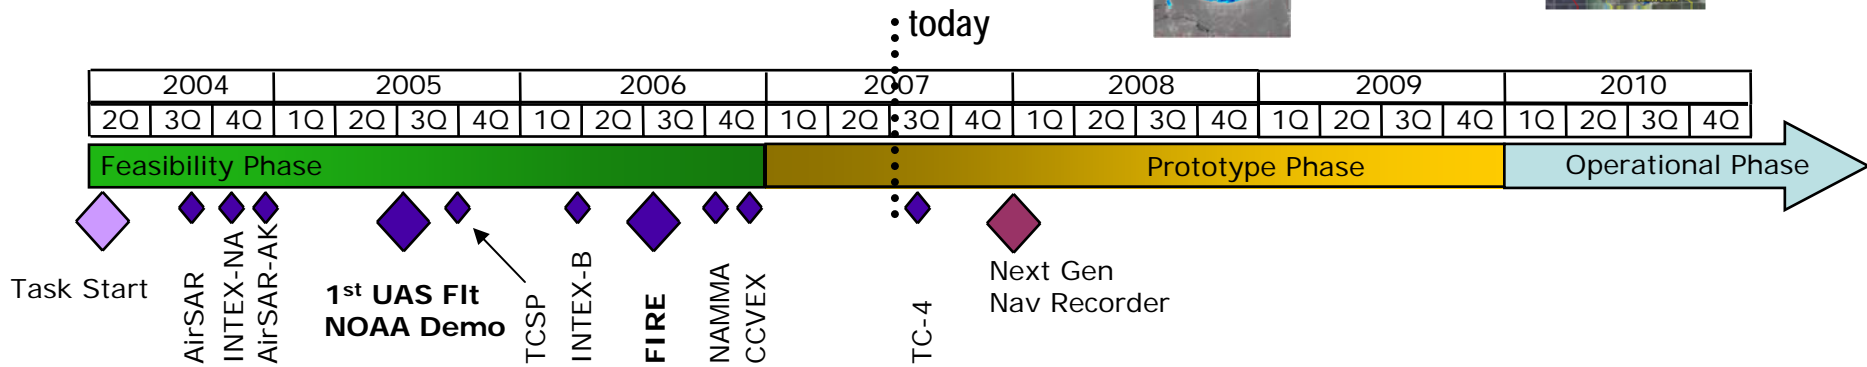 today
2004 2005 2006 2007 2008 2009 2010
2Q 3Q 4Q 1Q 2Q 3Q 4Q 1Q 2Q 3Q 4Q 1Q 2Q 3Q 4Q 1Q 2Q 3Q 4Q 1Q 2Q 3Q 4Q 1Q 2Q 3Q 4Q
Feasibility Phase Prototype Phase Operational Phase
Task Start
AirSAR
INTEX-NA
AirSAR-AK
1st UAS Flt
NOAA Demo
TCSP
INTEX-B
FIRE
NAMMA
CCVEX
TC-4
Next Gen
Nav Recorder